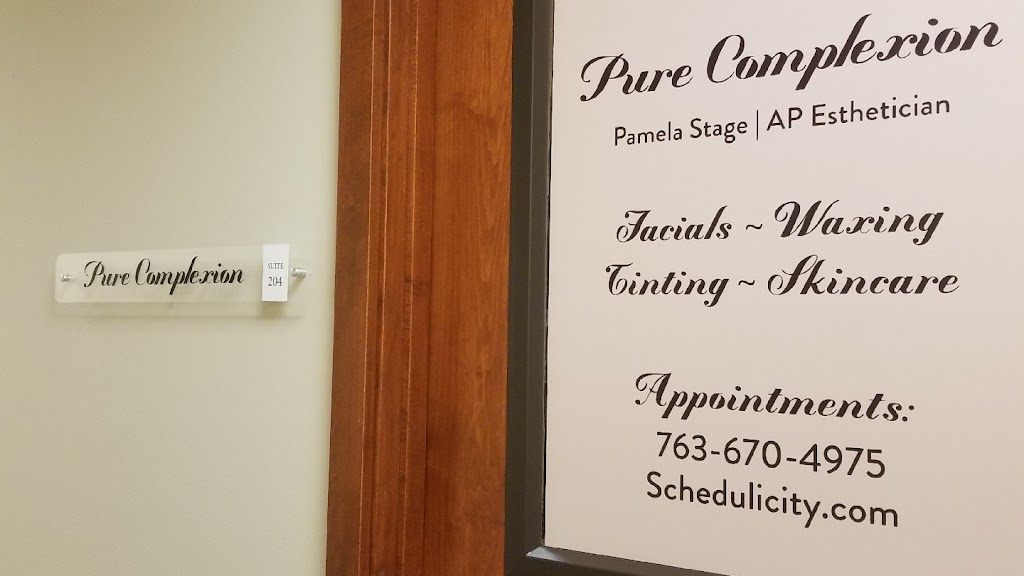 Pure Complexion
SUITE
204
Pure Complexion
Pamela Stage | AP Esthetician
Facials ~ Waxing
Tinting ~ Skincare
Appointments:
763-670-4975
Schedulicity.com